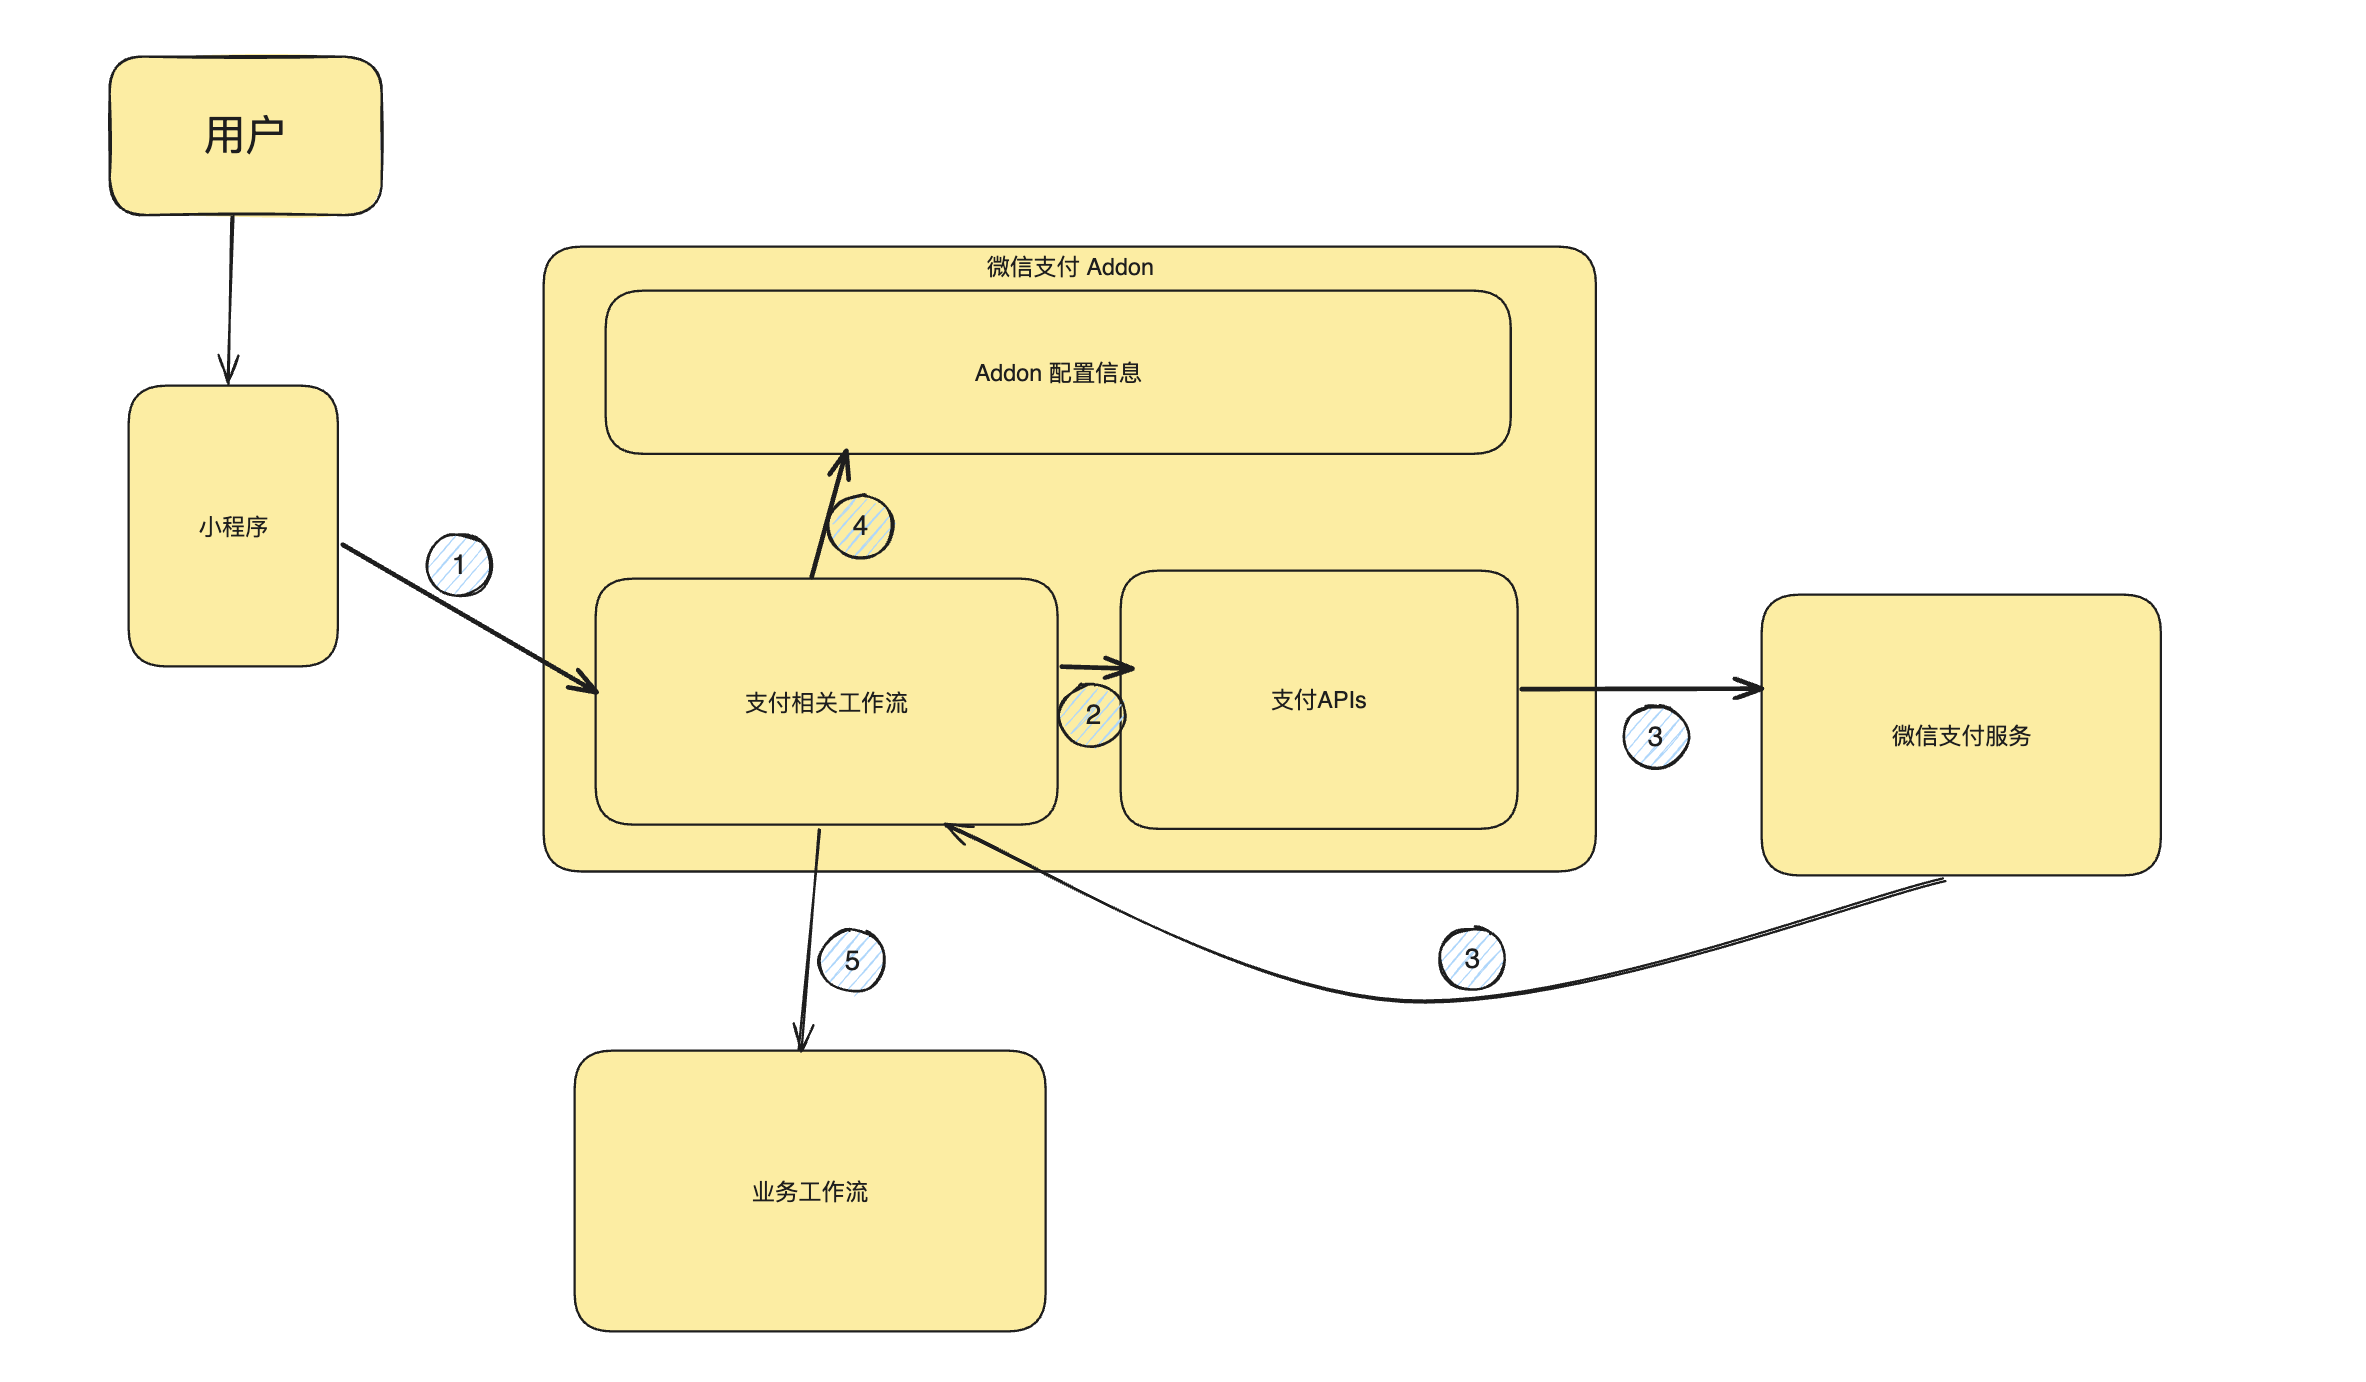 用户
微信支付 Addon
Addon 配置信息
小程序
1
4
支付相关工作流
2
支付APIs
3
微信支付服务
5
3
业务工作流